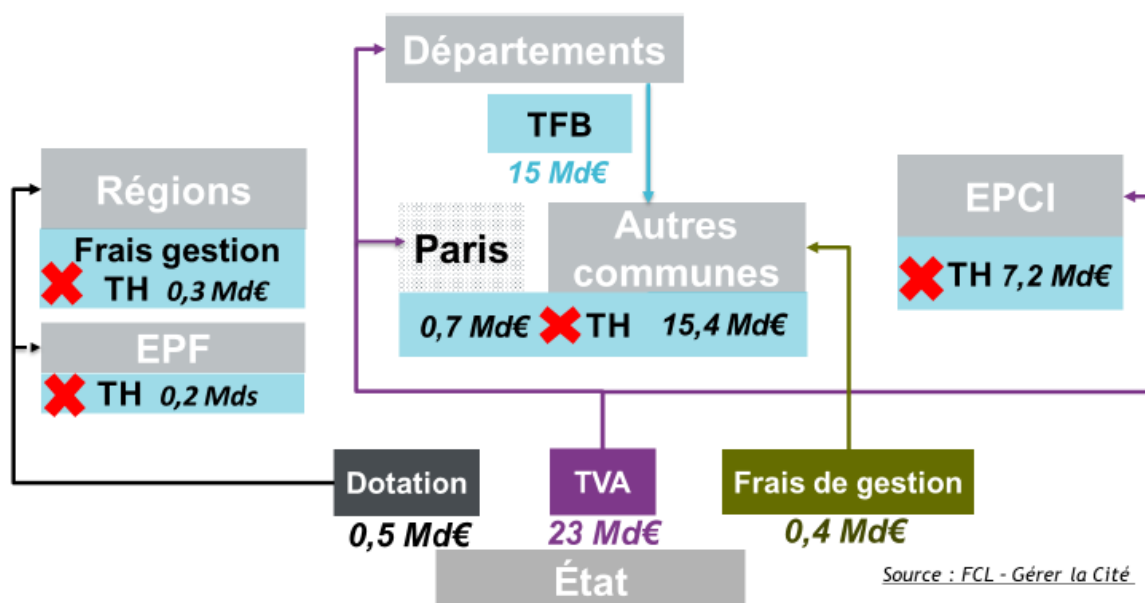 Départements
TFB
15 Md€
Régions
Frais gestion
TH 0,3 Md€
EPF
TH 0,2 Mds
Paris
Autres
communes
0,7 Md€ TH 15,4 Md€
EPCI
TH 7,2 Md€
Dotation
0,5 Md€
TVA
23 Md€
Frais de gestion
0,4 Md€
État
Source : FCL - Gérer la Cité